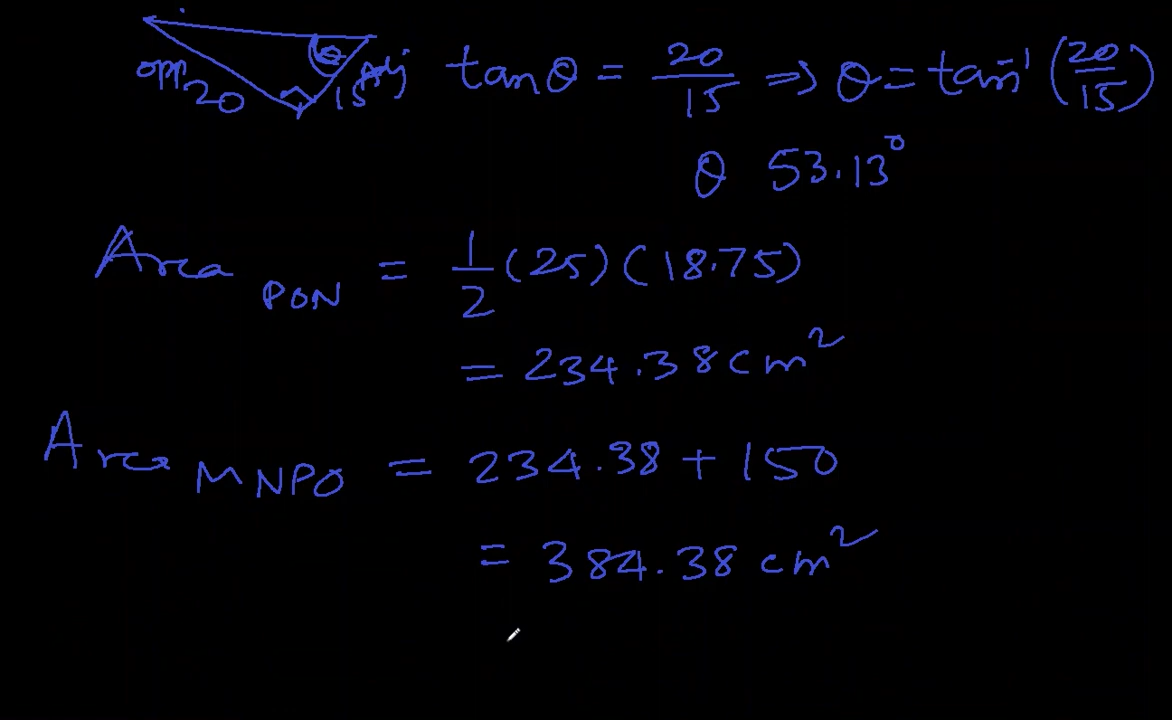 opp 20 θ 15 Adj tanθ = 20/15 ⇒ θ = tan⁻¹(20/15)
θ 53.13°
Area PON = 1/2 (25)(18.75)
= 234.38 cm²
Area MNPO = 234.38 + 150
= 384.38 cm²